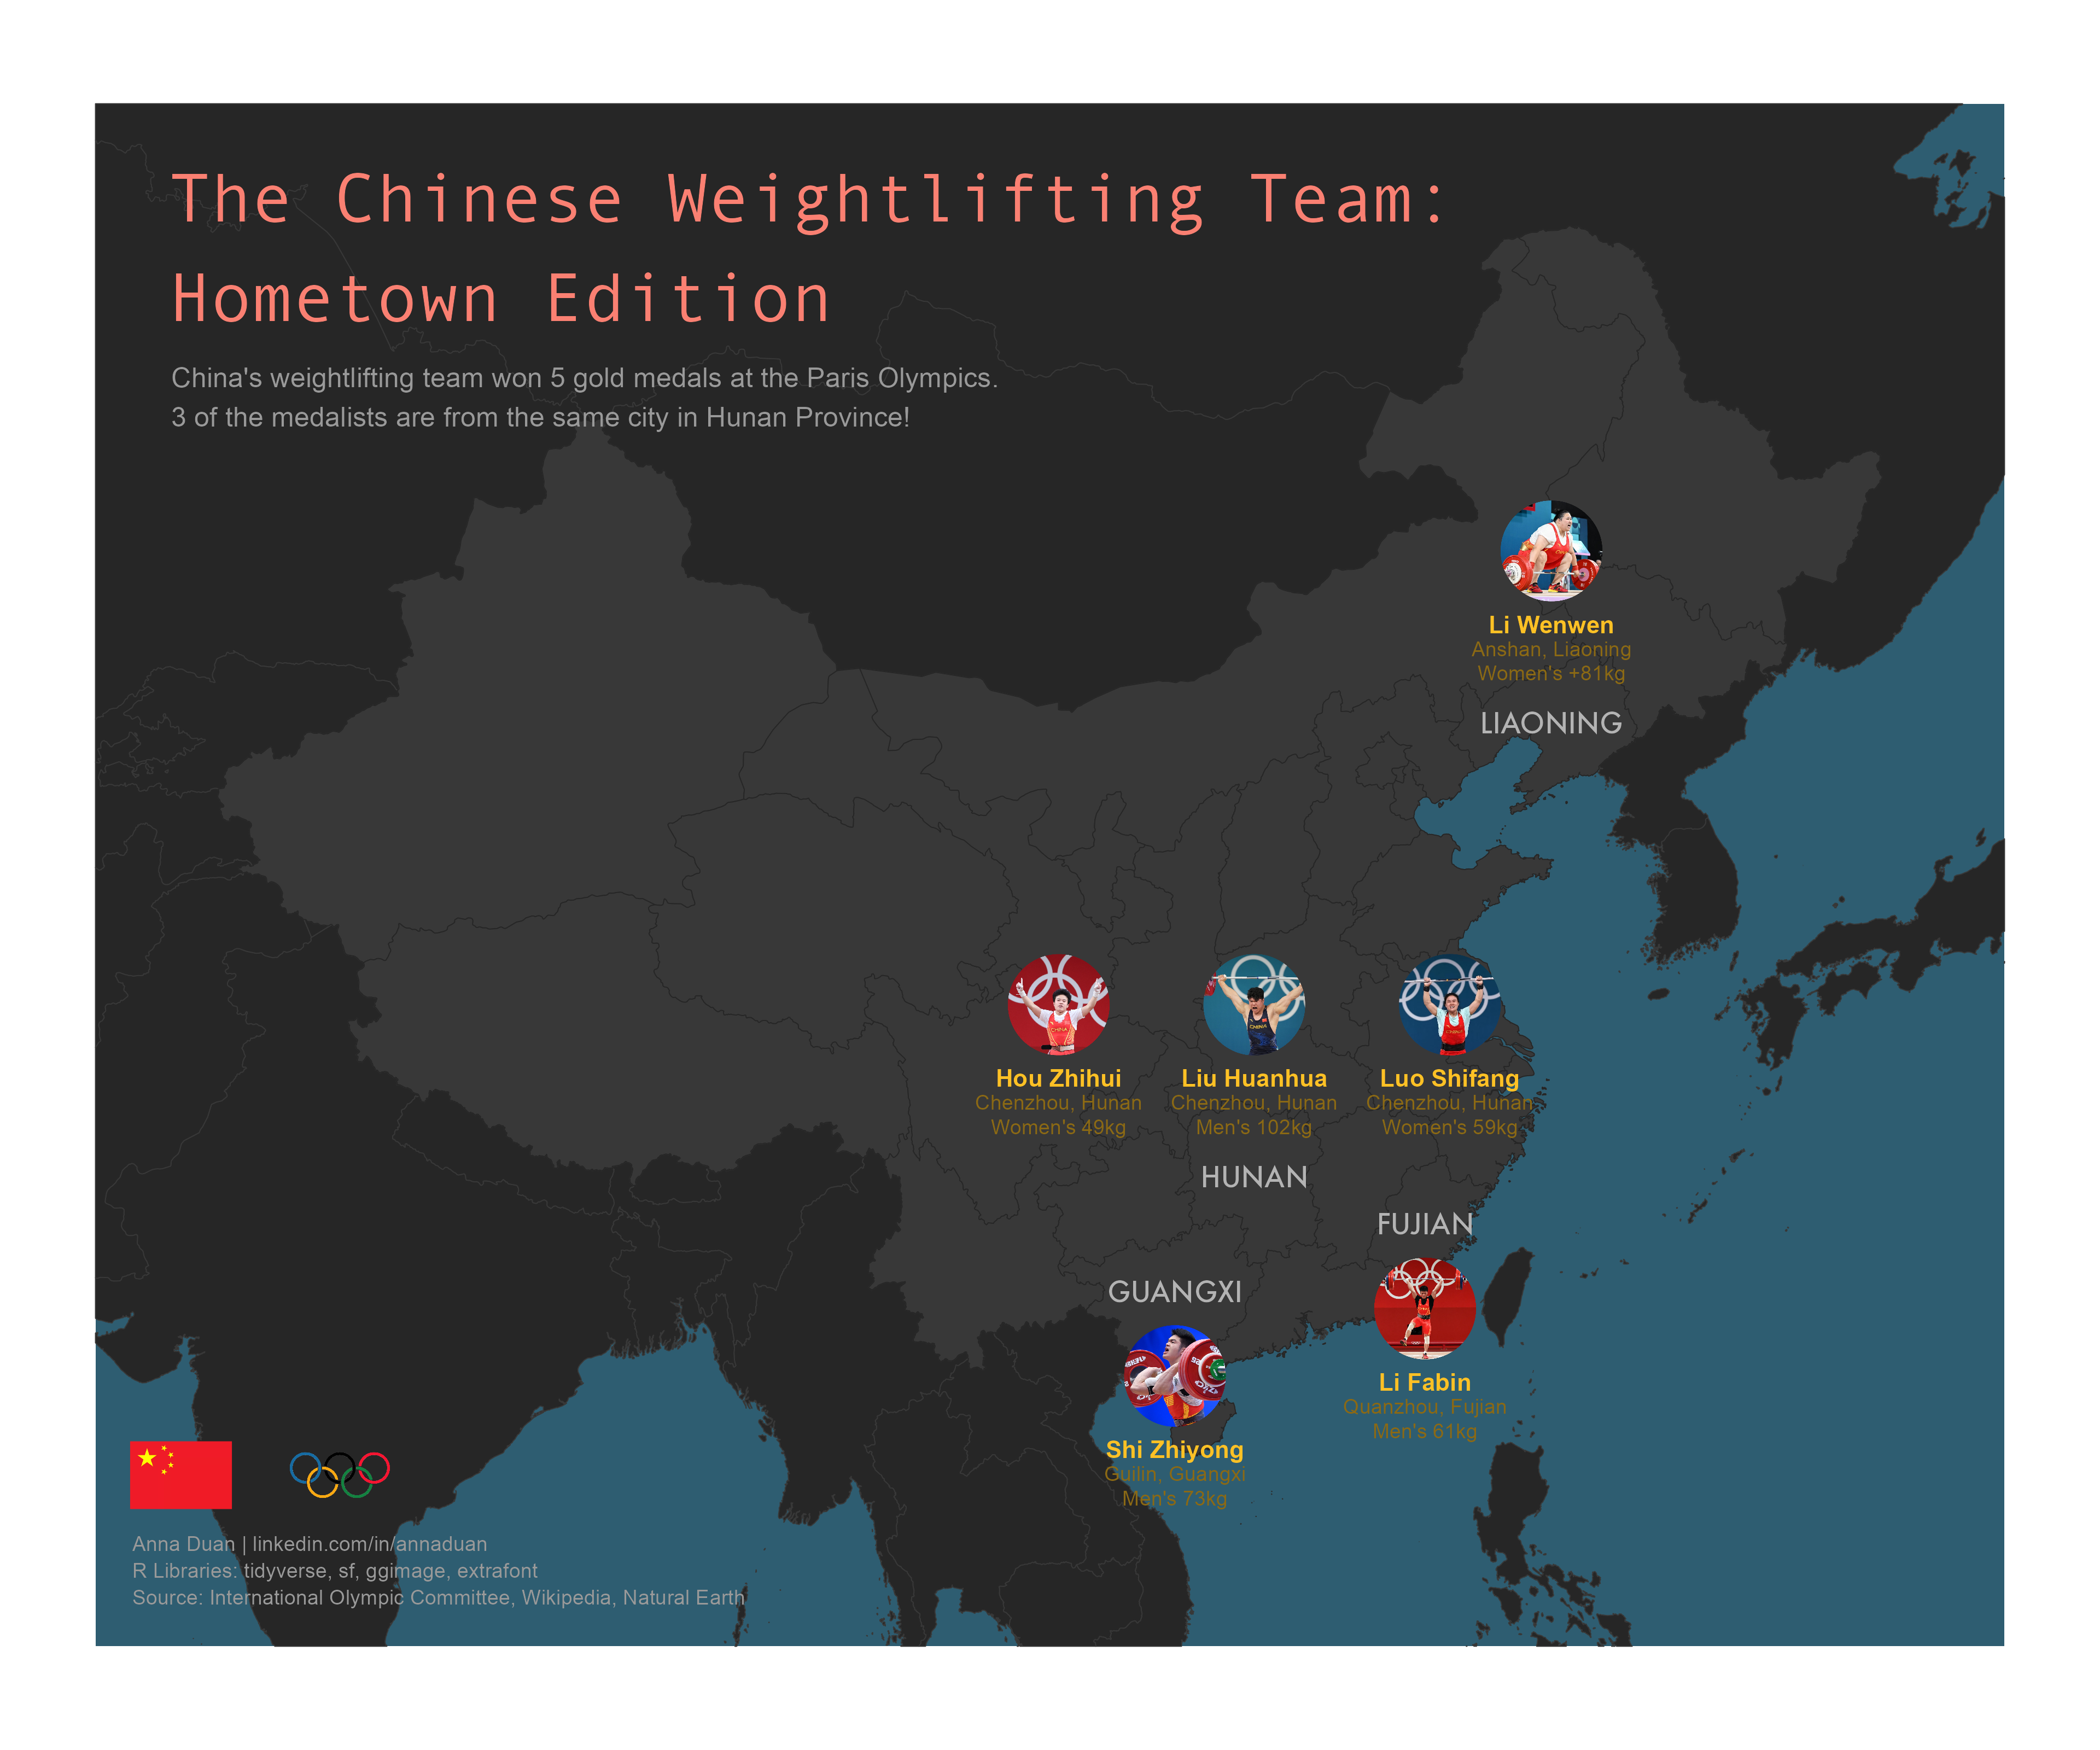 The Chinese Weightlifting Team:
Hometown Edition
China's weightlifting team won 5 gold medals at the Paris Olympics.
3 of the medalists are from the same city in Hunan Province!
Li Wenwen
Anshan, Liaoning
Women's +81kg
LIAONING
Hou Zhihui
Chenzhou, Hunan
Women's 49kg
Liu Huanhua
Chenzhou, Hunan
Men's 102kg
Luo Shifang
Chenzhou, Hunan
Women's 59kg
HUNAN
FUJIAN
GUANGXI
Li Fabin
Quanzhou, Fujian
Men's 61kg
Shi Zhiyong
Guilin, Guangxi
Men's 73kg
Anna Duan | linkedin.com/in/annaduan
R Libraries: tidyverse, sf, ggimage, extrafont
Source: International Olympic Committee, Wikipedia, Natural Earth